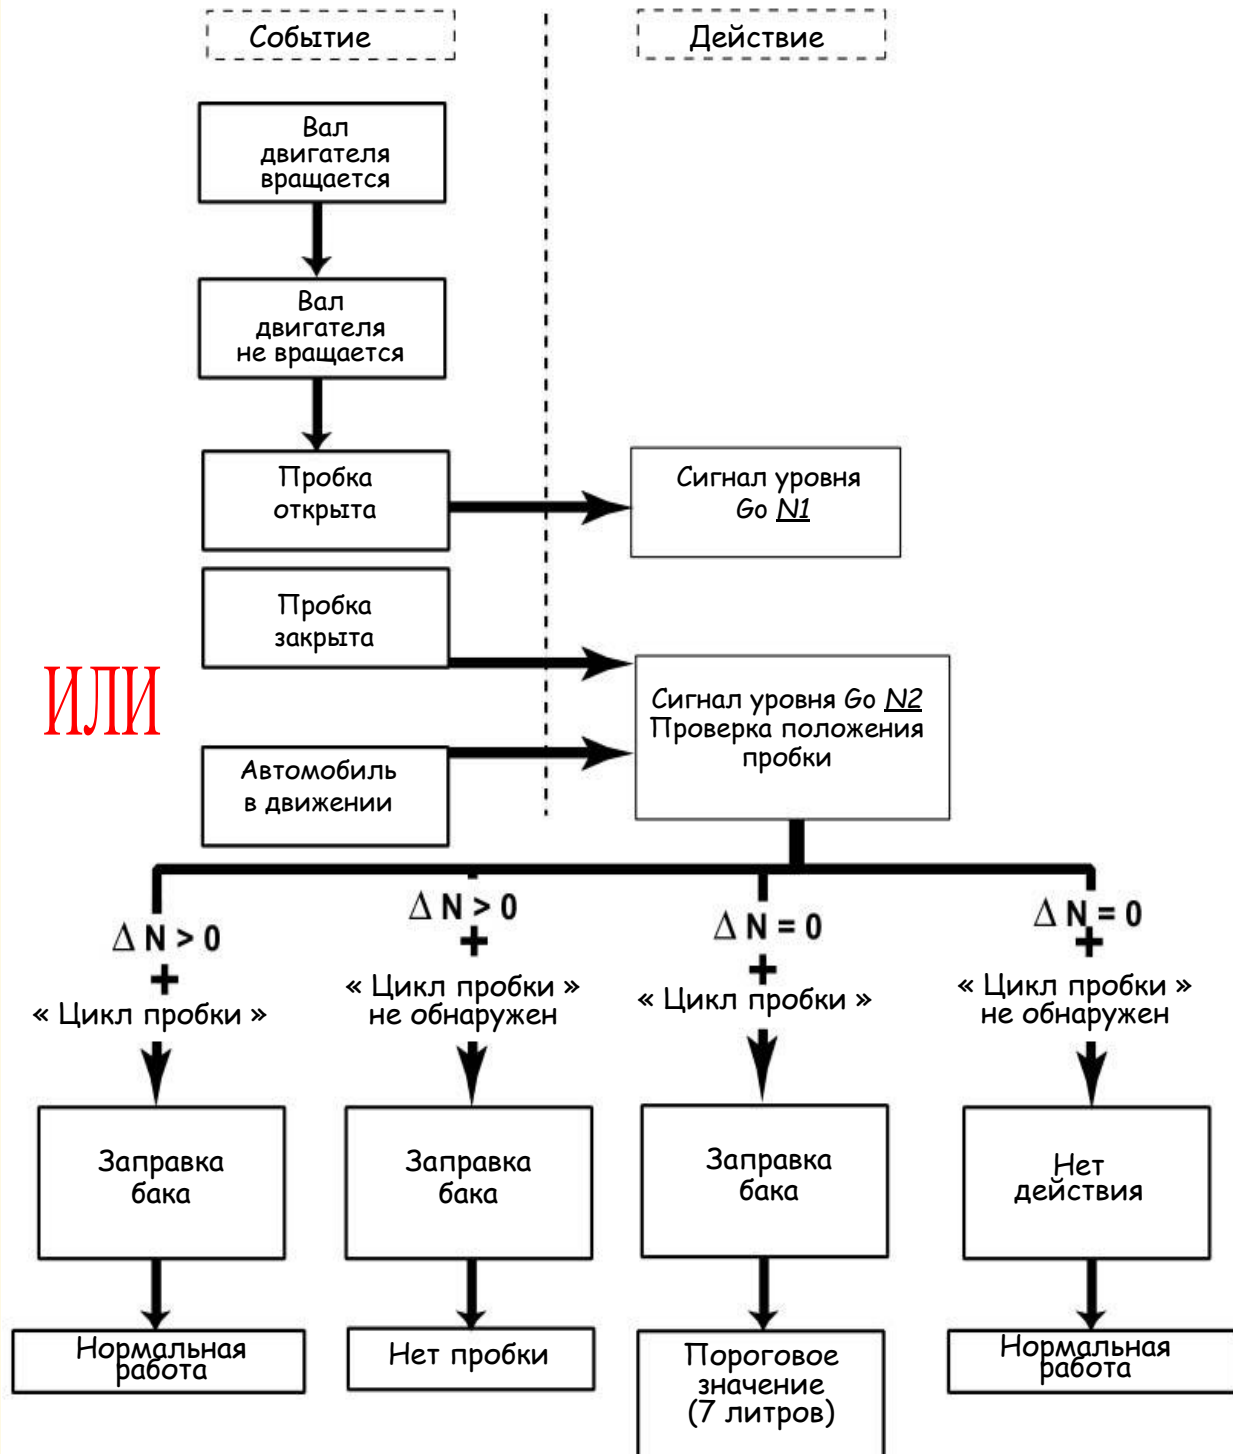 Событие
Действие
Вал
двигателя
вращается
Вал
двигателя
не вращается
Пробка
открыта
Сигнал уровня
Go N1
Пробка
закрыта
ИЛИ
Сигнал уровня Go N2
Проверка положения
пробки
Автомобиль
в движении
Δ N > 0
+
« Цикл пробки »
Δ N > 0
+
« Цикл пробки »
не обнаружен
Δ N = 0
+
« Цикл пробки »
Δ N = 0
+
« Цикл пробки »
не обнаружен
Заправка
бака
Заправка
бака
Заправка
бака
Нет
действия
Нормальная
работа
Нет пробки
Пороговое
значение
(7 литров)
Нормальная
работа